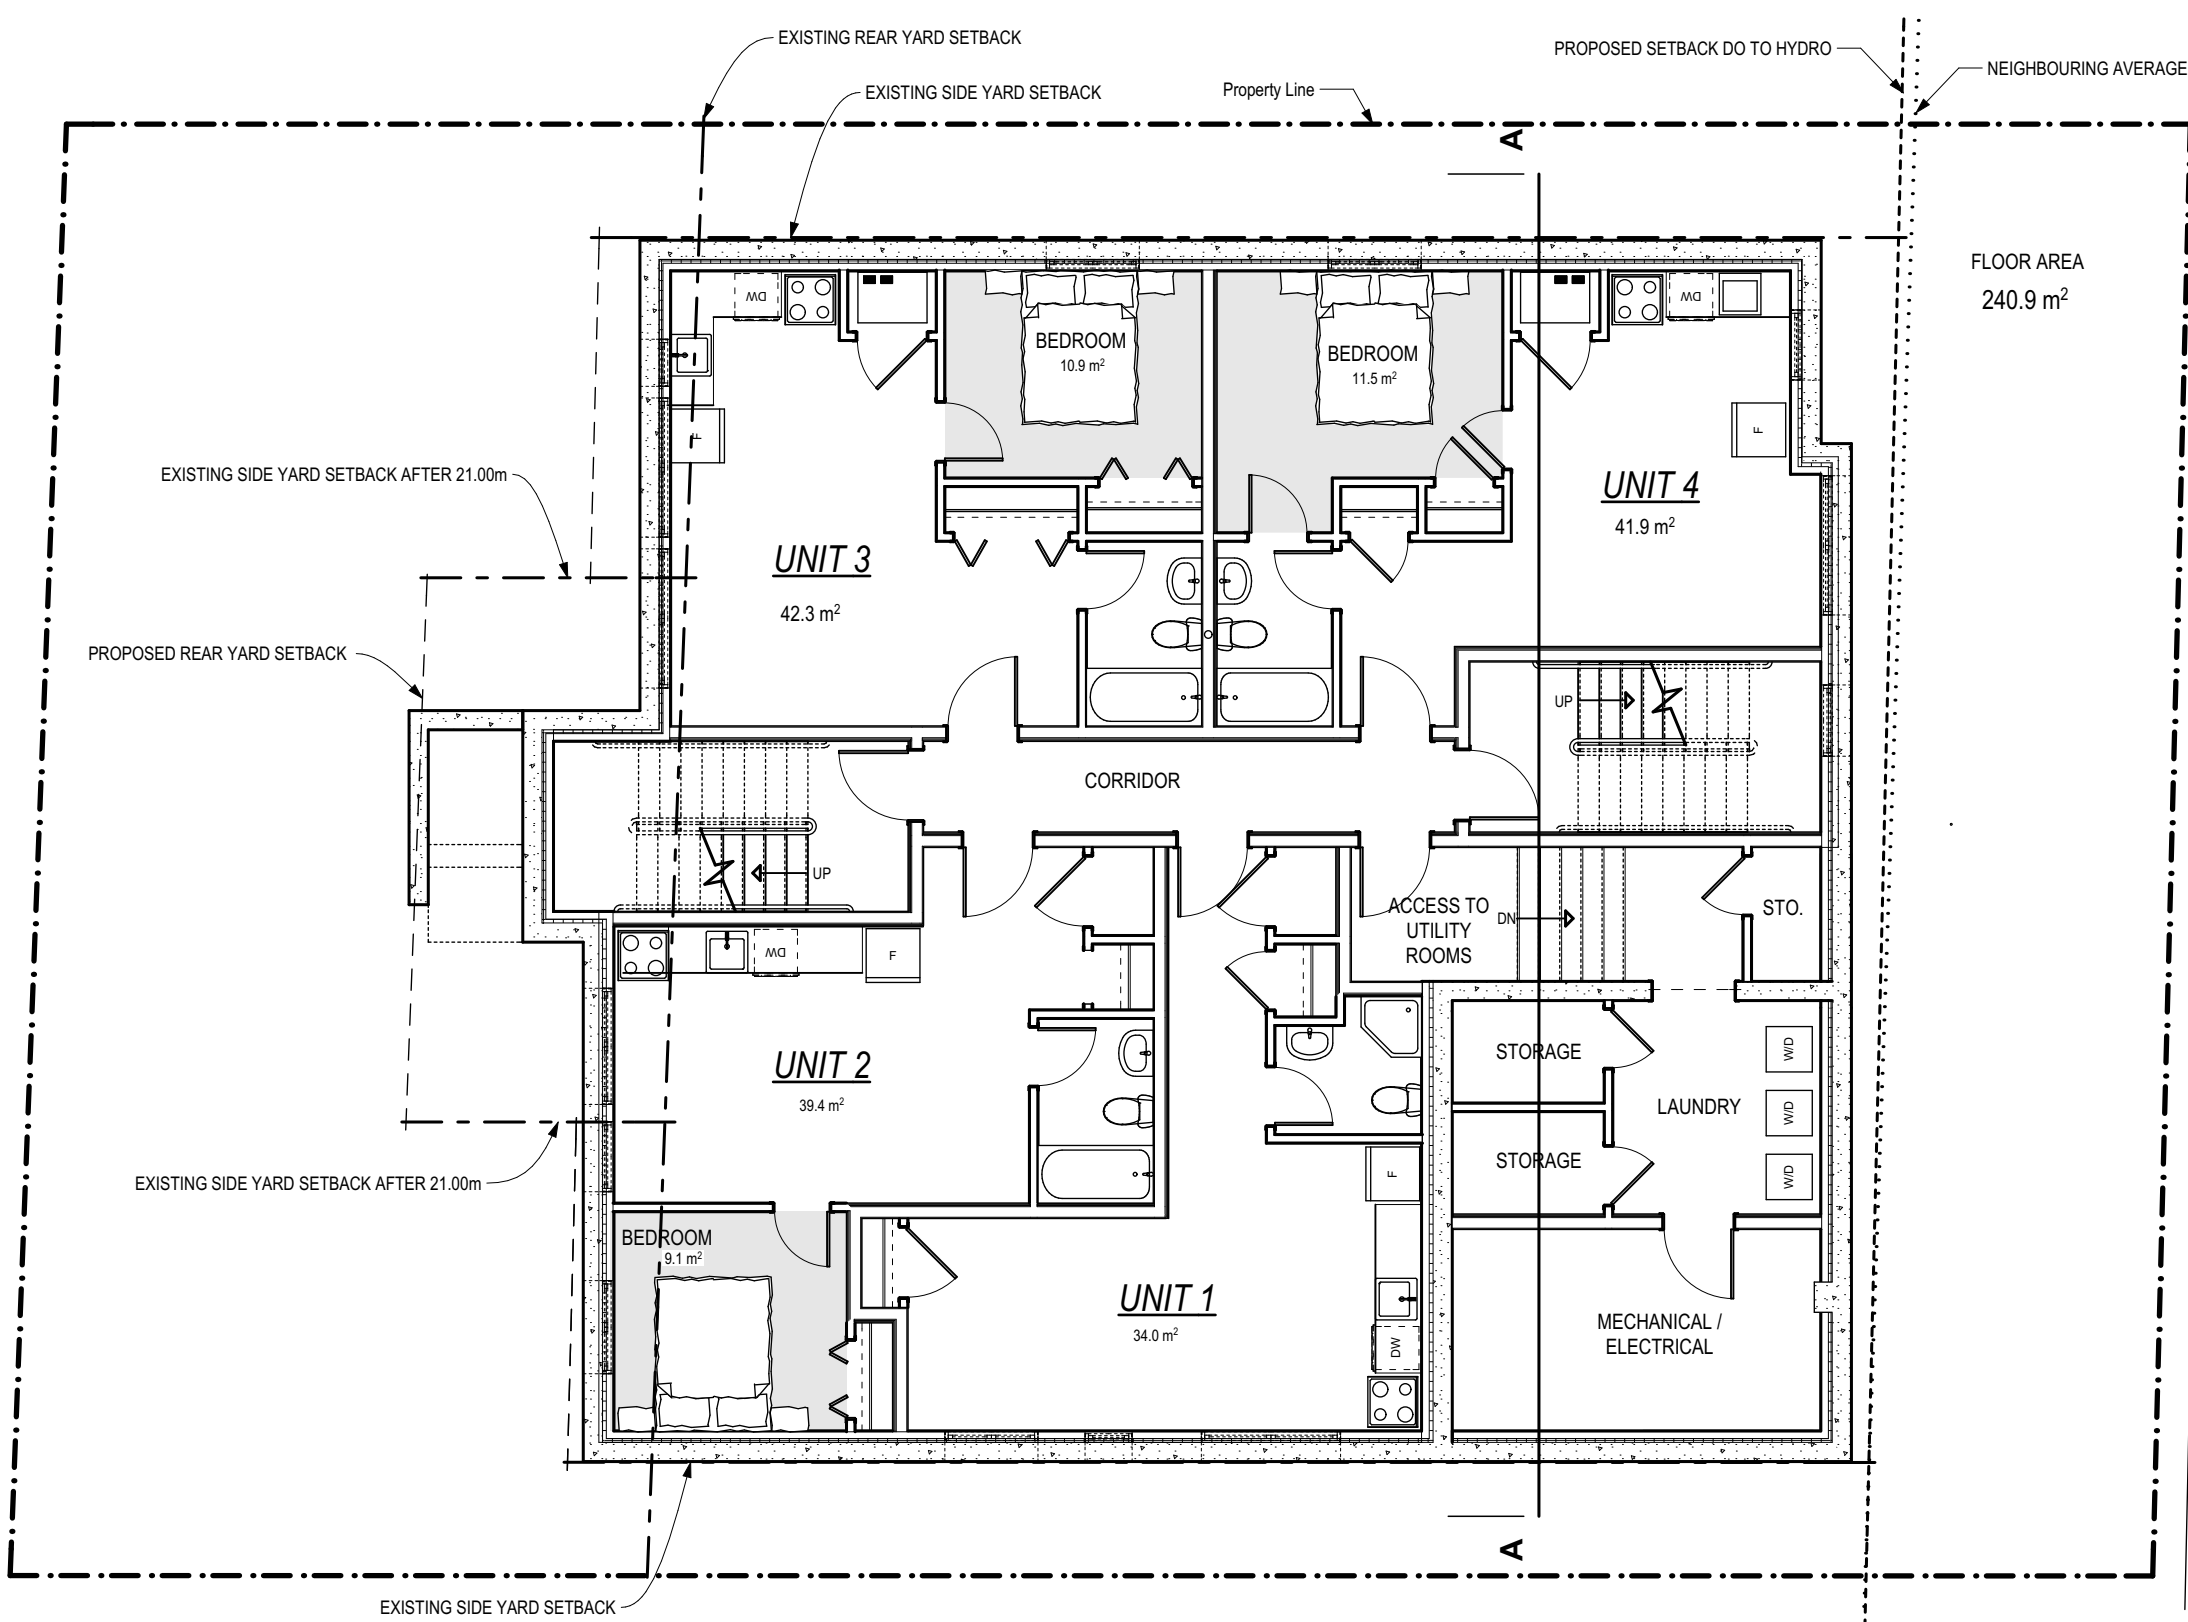 EXISTING REAR YARD SETBACK
PROPOSED SETBACK DO TO HYDRO
NEIGHBOURING AVERAGE
EXISTING SIDE YARD SETBACK
Property Line
A
FLOOR AREA
240.9 m²
DW
DW
BEDROOM
10.9 m²
BEDROOM
11.5 m²
F
F
EXISTING SIDE YARD SETBACK AFTER 21.00m
UNIT 4
41.9 m²
UNIT 3
42.3 m²
PROPOSED REAR YARD SETBACK
UP
CORRIDOR
UP
ACCESS TO
UTILITY
ROOMS
DN
STO.
DW
F
UNIT 2
39.4 m²
STORAGE
W/D
LAUNDRY
W/D
STORAGE
W/D
F
EXISTING SIDE YARD SETBACK AFTER 21.00m
BEDROOM
9.1 m²
UNIT 1
34.0 m²
DW
MECHANICAL /
ELECTRICAL
A
EXISTING SIDE YARD SETBACK